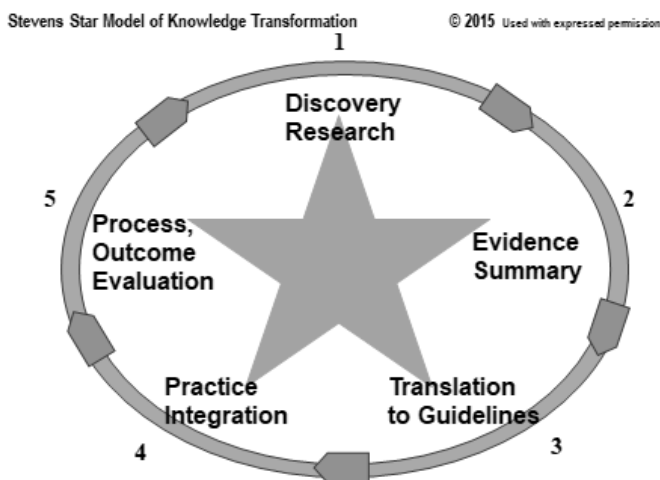 Stevens Star Model of Knowledge Transformation © 2015 Used with expressed permission
1
Discovery
Research
2
Evidence
Summary
3
Translation
to Guidelines
4
Practice
Integration
5
Process,
Outcome
Evaluation